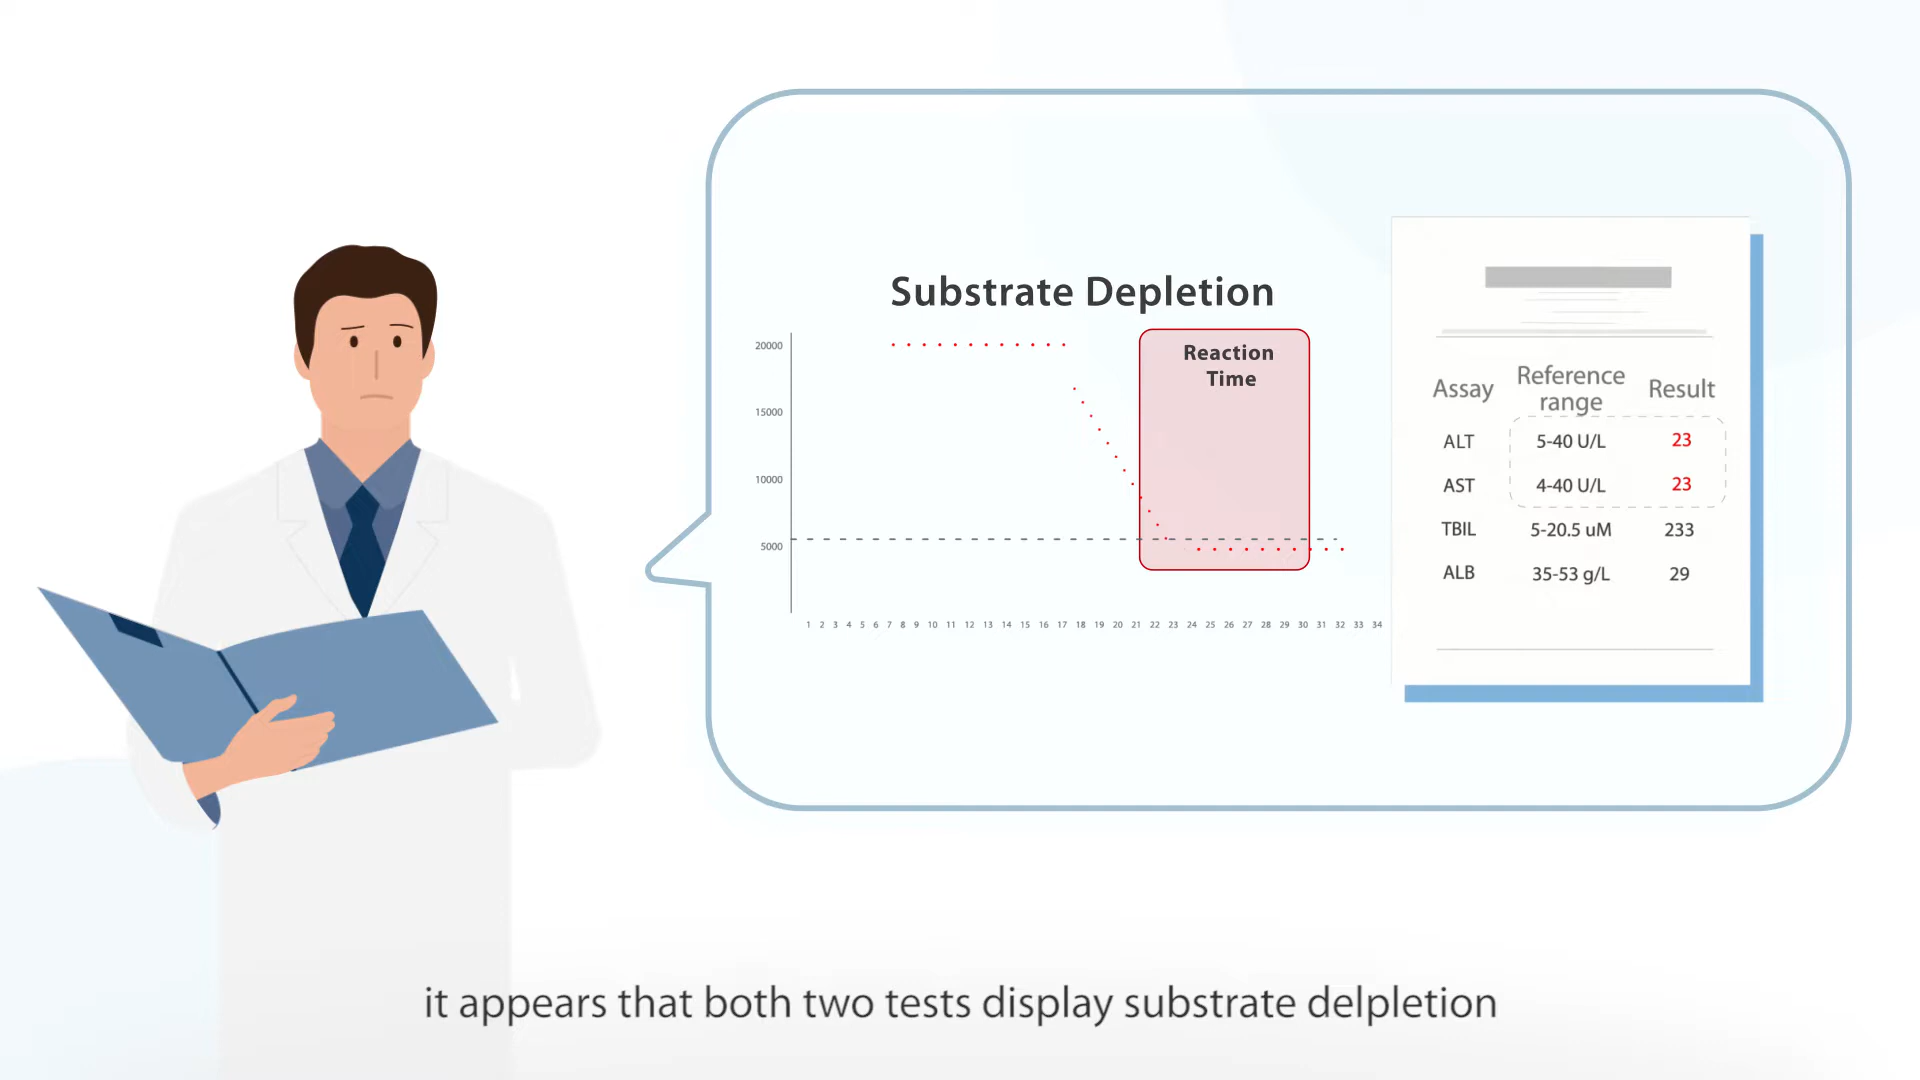 Substrate Depletion
Reaction
Time
20000
15000
10000
5000
1 2 3 4 5 6 7 8 9 10 11 12 13 14 15 16 17 18 19 20 21 22 23 24 25 26 27 28 29 30 31 32 33 34
Assay Reference range Result
ALT 5-40 U/L 23
AST 4-40 U/L 23
TBIL 5-20.5 uM 233
ALB 35-53 g/L 29
it appears that both two tests display substrate delpletion